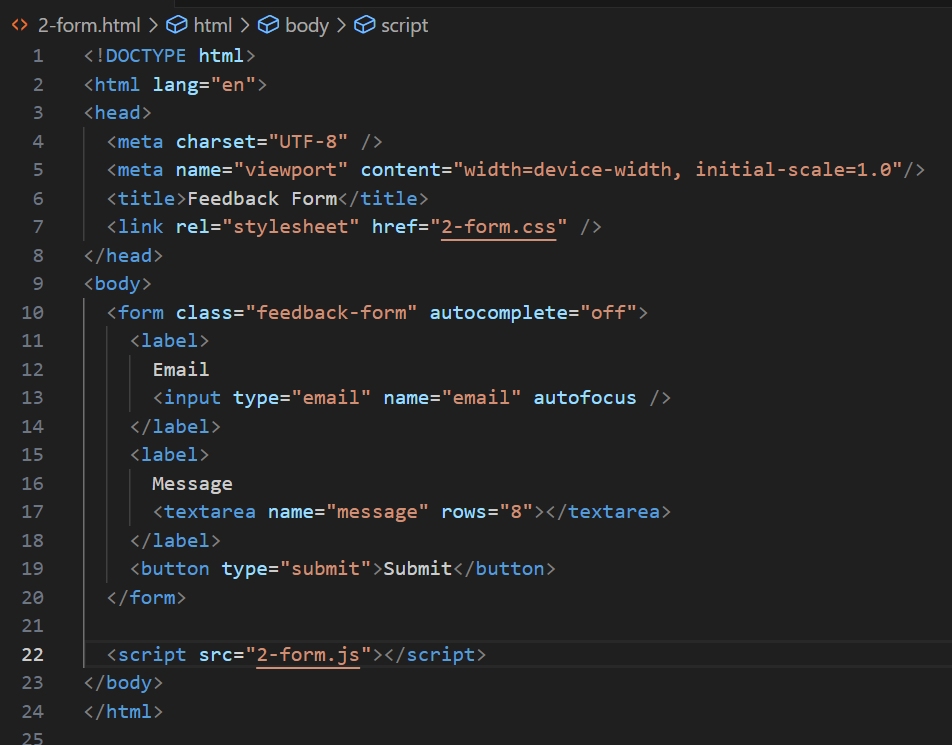 <> 2-form.html > html > body > script
1 <!DOCTYPE html>
2 <html lang="en">
3 <head>
4   <meta charset="UTF-8" />
5   <meta name="viewport" content="width=device-width, initial-scale=1.0"/>
6   <title>Feedback Form</title>
7   <link rel="stylesheet" href="2-form.css" />
8 </head>
9 <body>
10   <form class="feedback-form" autocomplete="off">
11     <label>
12       Email
13       <input type="email" name="email" autofocus />
14     </label>
15     <label>
16       Message
17       <textarea name="message" rows="8"></textarea>
18     </label>
19     <button type="submit">Submit</button>
20   </form>
21
22   <script src="2-form.js"></script>
23 </body>
24 </html>
25